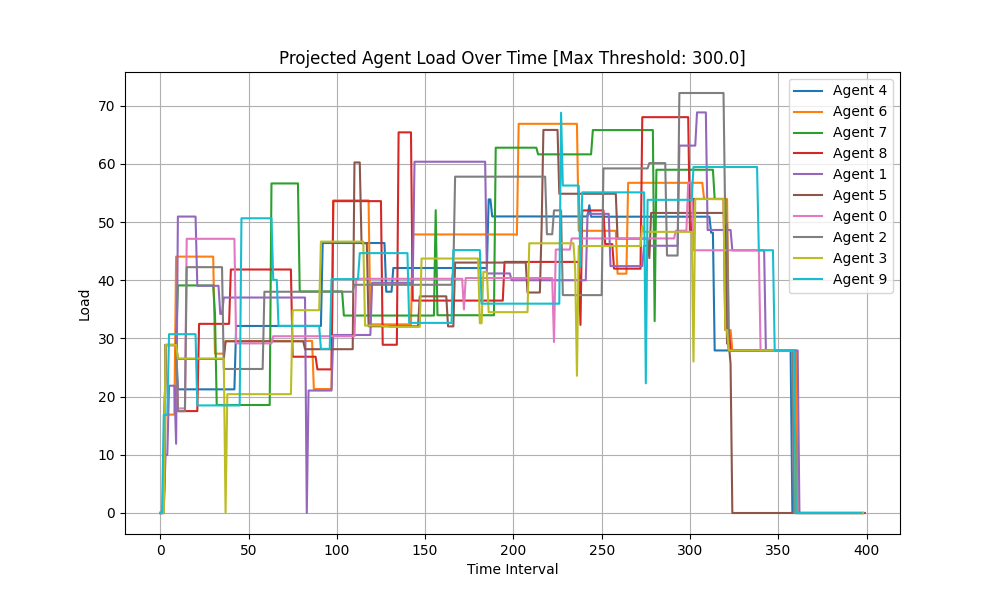 Projected Agent Load Over Time [Max Threshold: 300.0]
Load
70
60
50
40
30
20
10
0
0 50 100 150 200 250 300 350 400
Time Interval
Agent 4
Agent 6
Agent 7
Agent 8
Agent 1
Agent 5
Agent 0
Agent 2
Agent 3
Agent 9